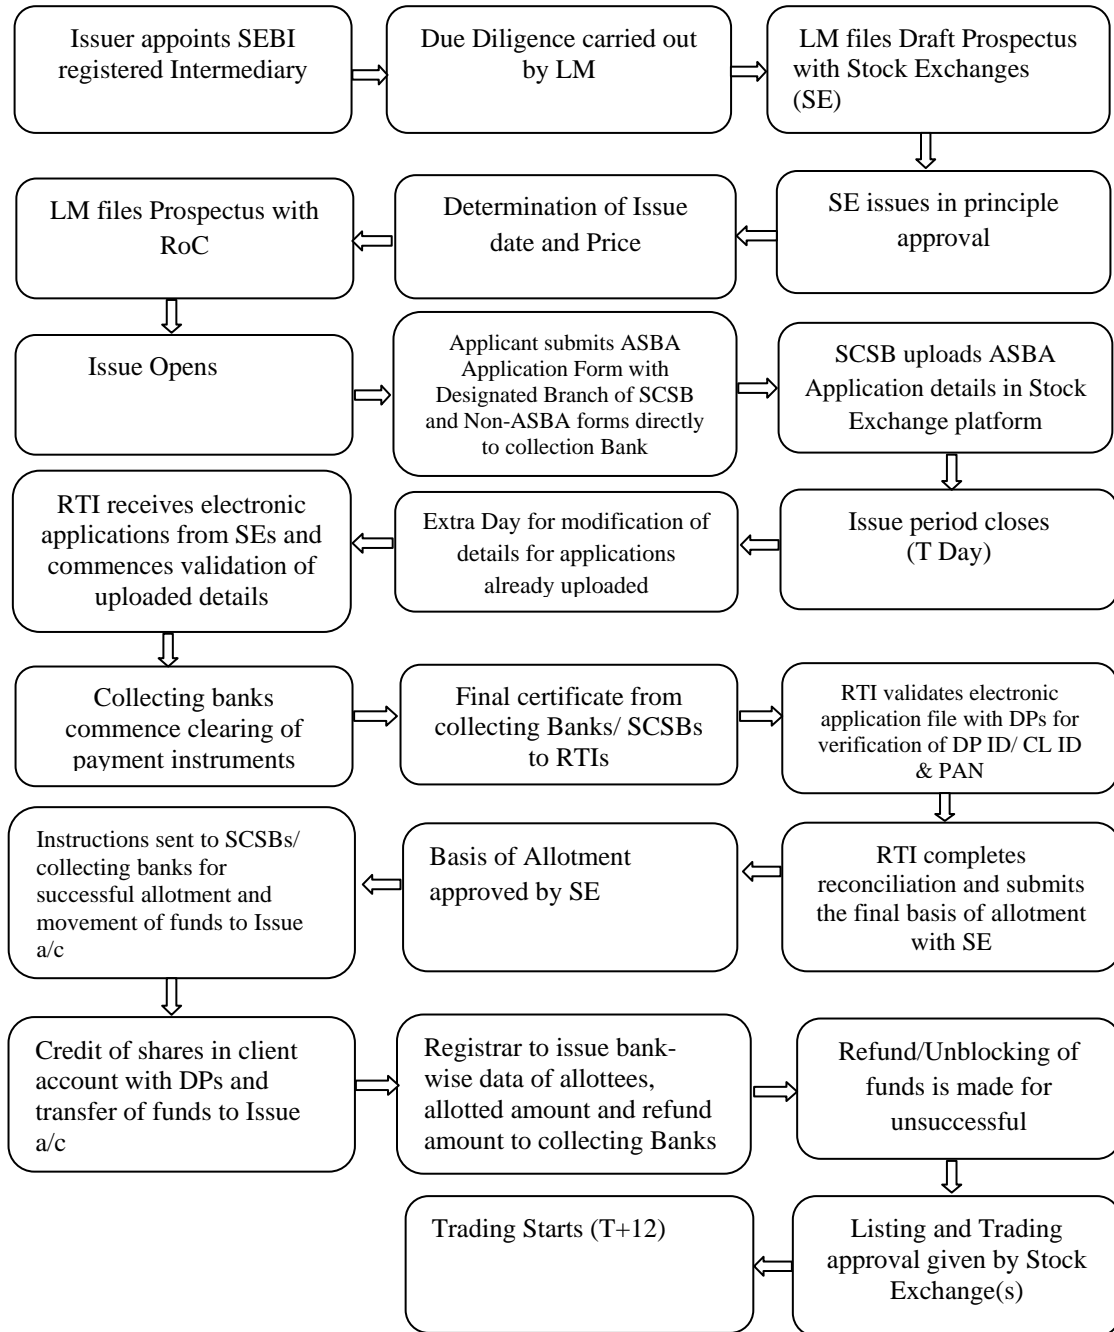 Issuer appoints SEBI
registered Intermediary
Due Diligence carried out
by LM
LM files Draft Prospectus
with Stock Exchanges
(SE)
SE issues in principle
approval
Determination of Issue
date and Price
LM files Prospectus with
RoC
Issue Opens
Applicant submits ASBA
Application Form with
Designated Branch of SCSB
and Non-ASBA forms directly
to collection Bank
SCSB uploads ASBA
Application details in Stock
Exchange platform
Issue period closes
(T Day)
Extra Day for modification of
details for applications
already uploaded
RTI receives electronic
applications from SEs and
commences validation of
uploaded details
Collecting banks
commence clearing of
payment instruments
Final certificate from
collecting Banks/ SCSBs
to RTIs
RTI validates electronic
application file with DPs for
verification of DP ID/ CL ID
& PAN
RTI completes
reconciliation and submits
the final basis of allotment
with SE
Basis of Allotment
approved by SE
Instructions sent to SCSBs/
collecting banks for
successful allotment and
movement of funds to Issue
a/c
Credit of shares in client
account with DPs and
transfer of funds to Issue
a/c
Registrar to issue bank-
wise data of allottees,
allotted amount and refund
amount to collecting Banks
Refund/Unblocking of
funds is made for
unsuccessful
Listing and Trading
approval given by Stock
Exchange(s)
Trading Starts (T+12)